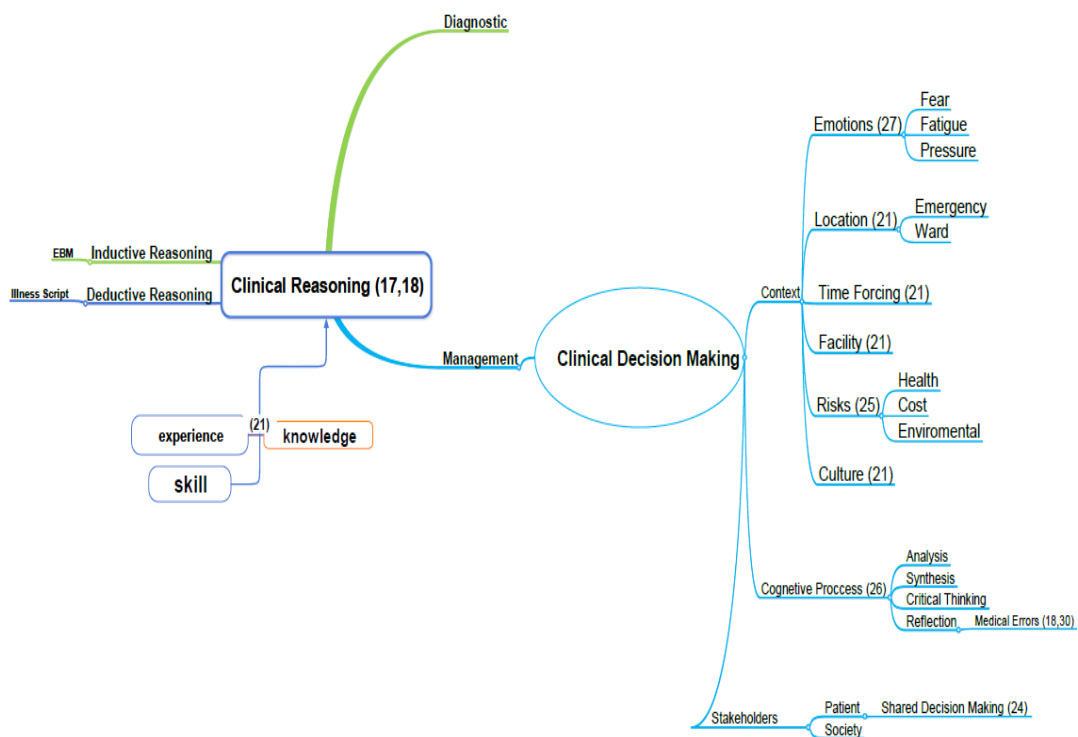 Diagnostic
EBM
Inductive Reasoning
Illness Script
Deductive Reasoning
Clinical Reasoning (17,18)
Management
(21)
experience
knowledge
skill
Clinical Decision Making
Context
Emotions (27)
Fear
Fatigue
Pressure
Location (21)
Emergency
Ward
Time Forcing (21)
Facility (21)
Risks (25)
Health
Cost
Enviromental
Culture (21)
Cognetive Proccess (26)
Analysis
Synthesis
Critical Thinking
Reflection
Medical Errors (18,30)
Stakeholders
Patient
Shared Decision Making (24)
Society